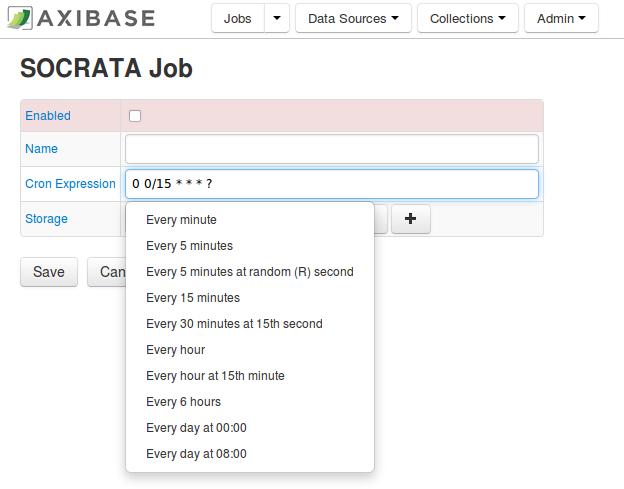 AXIBASE
Jobs Data Sources Collections Admin
SOCRATA Job
Enabled
Name
Cron Expression 0 0/15 * * * ?
Storage +
Every minute
Every 5 minutes
Every 5 minutes at random (R) second
Every 15 minutes
Every 30 minutes at 15th second
Every hour
Every hour at 15th minute
Every 6 hours
Every day at 00:00
Every day at 08:00
Save Can